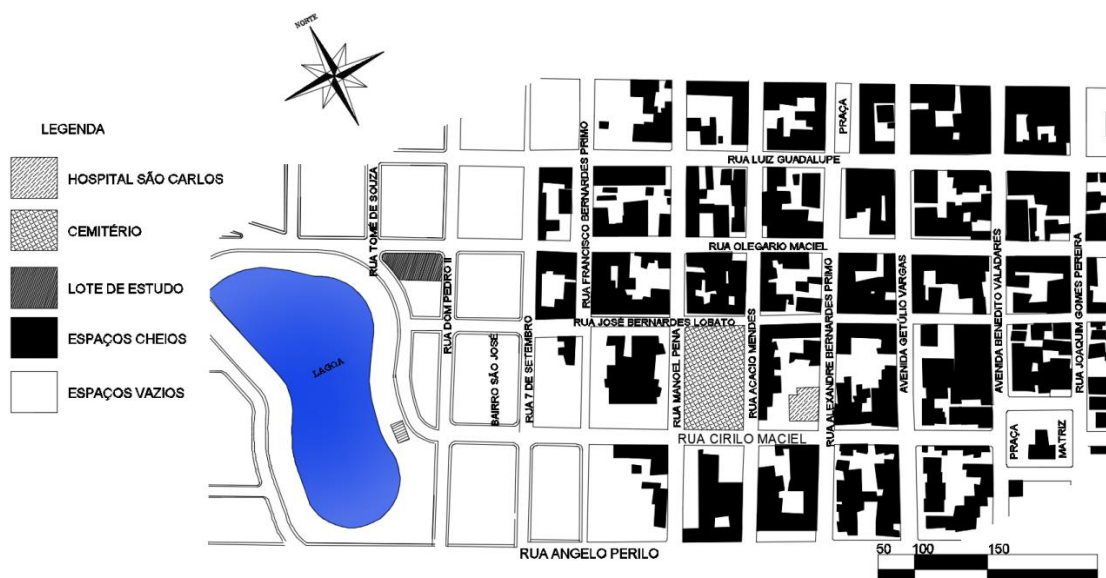 NORTE
LEGENDA
HOSPITAL SÃO CARLOS
CEMITÉRIO
LOTE DE ESTUDO
ESPAÇOS CHEIOS
ESPAÇOS VAZIOS
LAGOA
RUA TOMÉ DE SOUZA
RUA DOM PEDRO II
BAIRRO SÃO JOSÉ
RUA 7 DE SETEMBRO
RUA FRANCISCO BERNARDES PRIMO
PRAÇA
RUA LUIZ GUADALUPE
RUA OLEGARIO MACIEL
RUA JOSÉ BERNARDES LOBATO
RUA MANOEL PENA
RUA ACACIO MENDES
RUA ALEXANDRE BERNARDES PRIMO
AVENIDA GETÚLIO VARGAS
AVENIDA BENEDITO VALADARES
RUA JOAQUIM GOMES PEREIRA
RUA CIRILO MACIEL
PRAÇA
MATRIZ
RUA ANGELO PERILO
50 100 150